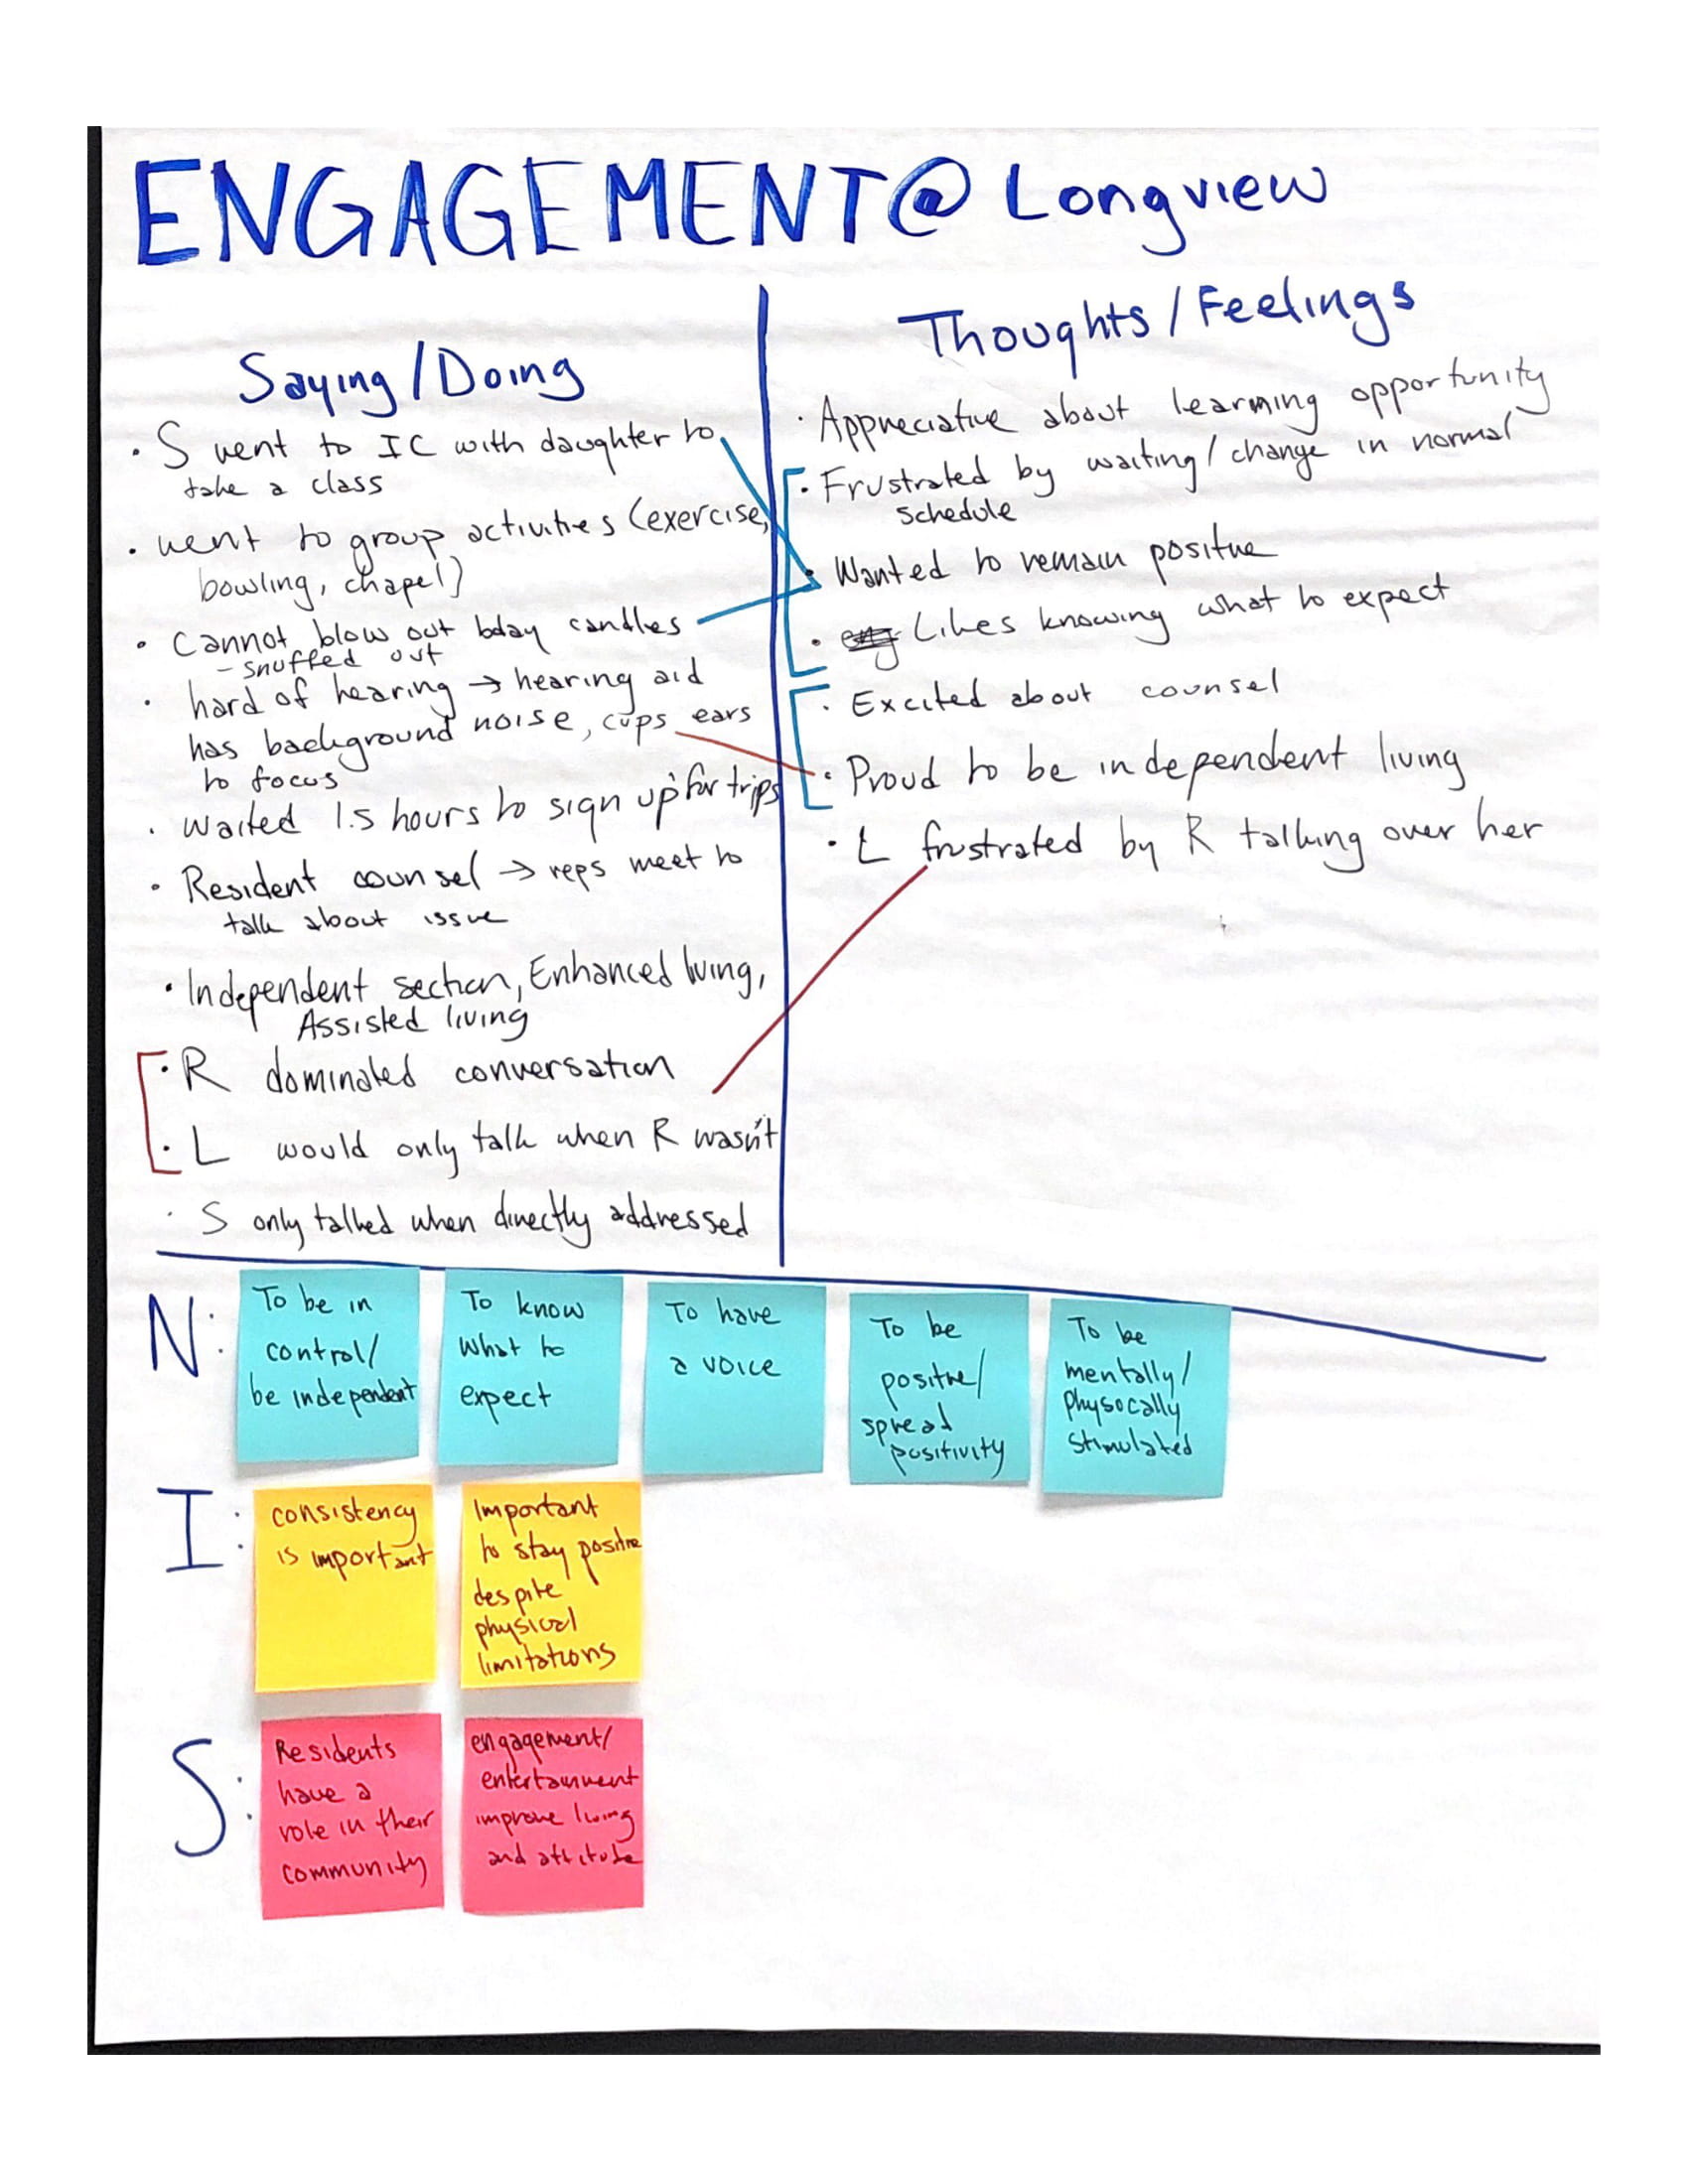 ENGAGEMENT @ Longview
Saying/Doing
• S went to IC with daughter to
take a class
• went to group activities (exercise,
bowling, chapel)
• Cannot blow out bday candles
- snuffed out
• hard of hearing → hearing aid
has background noise, cups ears
to focus
• Waited 1.5 hours to sign up for trips
• Resident counsel → reps meet to
talk about issue
• Independent section, Enhanced living,
Assisted living
• R dominated conversation
• L would only talk when R wasn't
• S only talked when directly addressed
Thoughts/Feelings
• Appreciative about learning opportunity
• Frustrated by waiting/change in normal
schedule
• Wanted to remain positive
• Likes knowing what to expect
• Excited about counsel
• Proud to be independent living
• L frustrated by R talking over her
N:
To be in
control/
be independent
To know
what to
expect
To have
a voice
To be
positive/
spread
positivity
To be
mentally/
physocally
stimulated
I:
consistency
is important
Important
to stay positive
despite
physical
limitations
S:
Residents
have a
role in their
community
engagement/
entertainment
improve living
and attitude